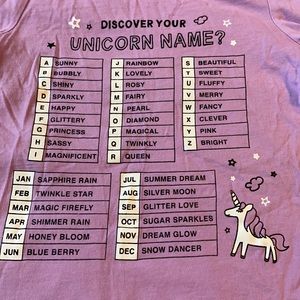 DISCOVER YOUR
UNICORN NAME?
A SUNNY
B BUBBLY
C SHINY
D SPARKLY
E HAPPY
F GLITTERY
G PRINCESS
H SASSY
I MAGNIFICENT
J RAINBOW
K LOVELY
L ROSY
M FAIRY
N PEARL
O DIAMOND
P MAGICAL
Q TWINKLY
R QUEEN
S BEAUTIFUL
T SWEET
U FLUFFY
V MERRY
W FANCY
X CLEVER
Y PINK
Z BRIGHT
JAN SAPPHIRE RAIN
FEB TWINKLE STAR
MAR MAGIC FIREFLY
APR SHIMMER RAIN
MAY HONEY BLOOM
JUN BLUE BERRY
JUL SUMMER DREAM
AUG SILVER MOON
SEP GLITTER LOVE
OCT SUGAR SPARKLES
NOV DREAM GLOW
DEC SNOW DANCER